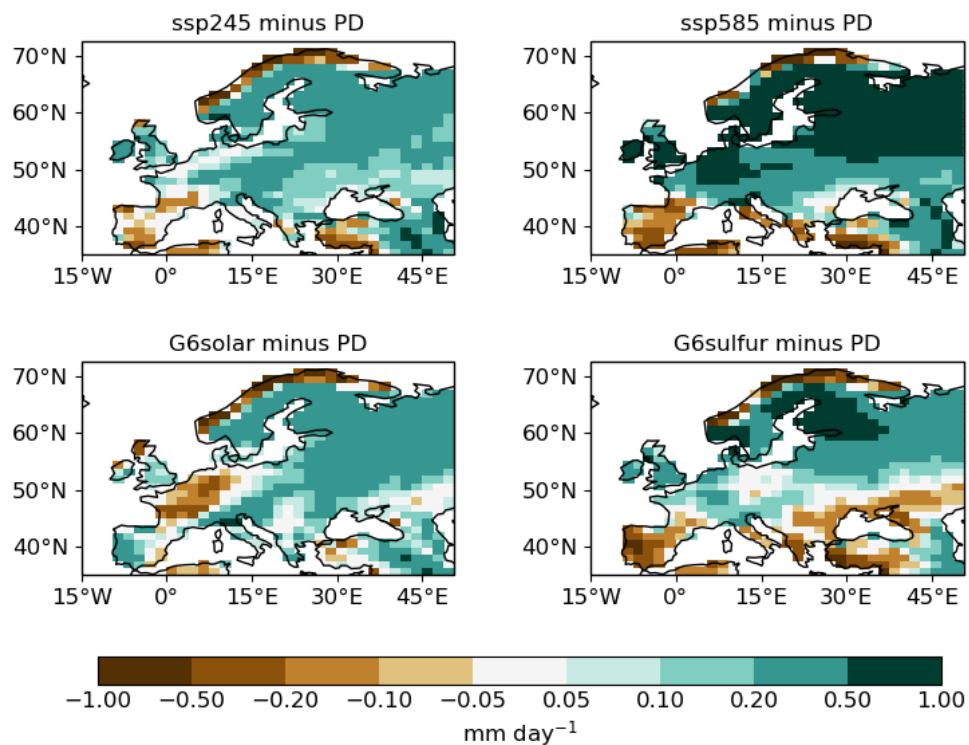 ssp245 minus PD
ssp585 minus PD
70°N
60°N
50°N
40°N
15°W 0° 15°E 30°E 45°E
70°N
60°N
50°N
40°N
15°W 0° 15°E 30°E 45°E
G6solar minus PD
G6sulfur minus PD
70°N
60°N
50°N
40°N
15°W 0° 15°E 30°E 45°E
70°N
60°N
50°N
40°N
15°W 0° 15°E 30°E 45°E
−1.00 −0.50 −0.20 −0.10 −0.05 0.05 0.10 0.20 0.50 1.00
mm day⁻¹